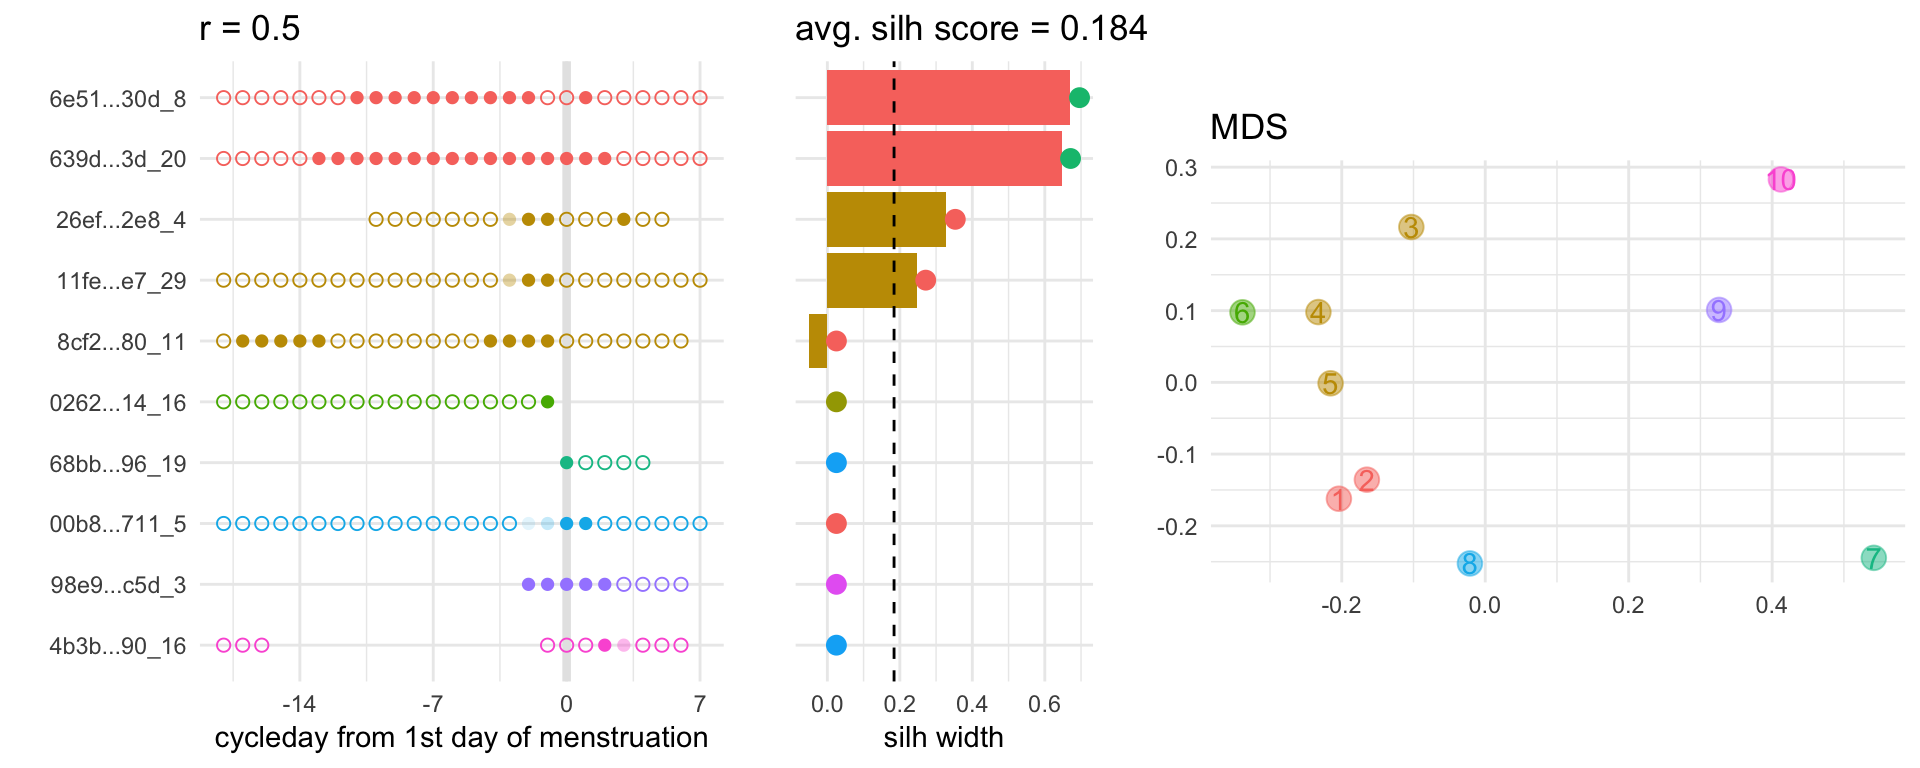 r = 0.5
avg. silh score = 0.184
6e51...30d_8
639d...3d_20
26ef...2e8_4
11fe...e7_29
8cf2...80_11
0262...14_16
68bb...96_19
00b8...711_5
98e9...c5d_3
4b3b...90_16
-14 -7 0 7
cycleday from 1st day of menstruation
0.0 0.2 0.4 0.6
silh width
MDS
0.3
0.2
0.1
0.0
-0.1
-0.2
10
3
9
6 4
5
2
1
7
8
-0.2 0.0 0.2 0.4